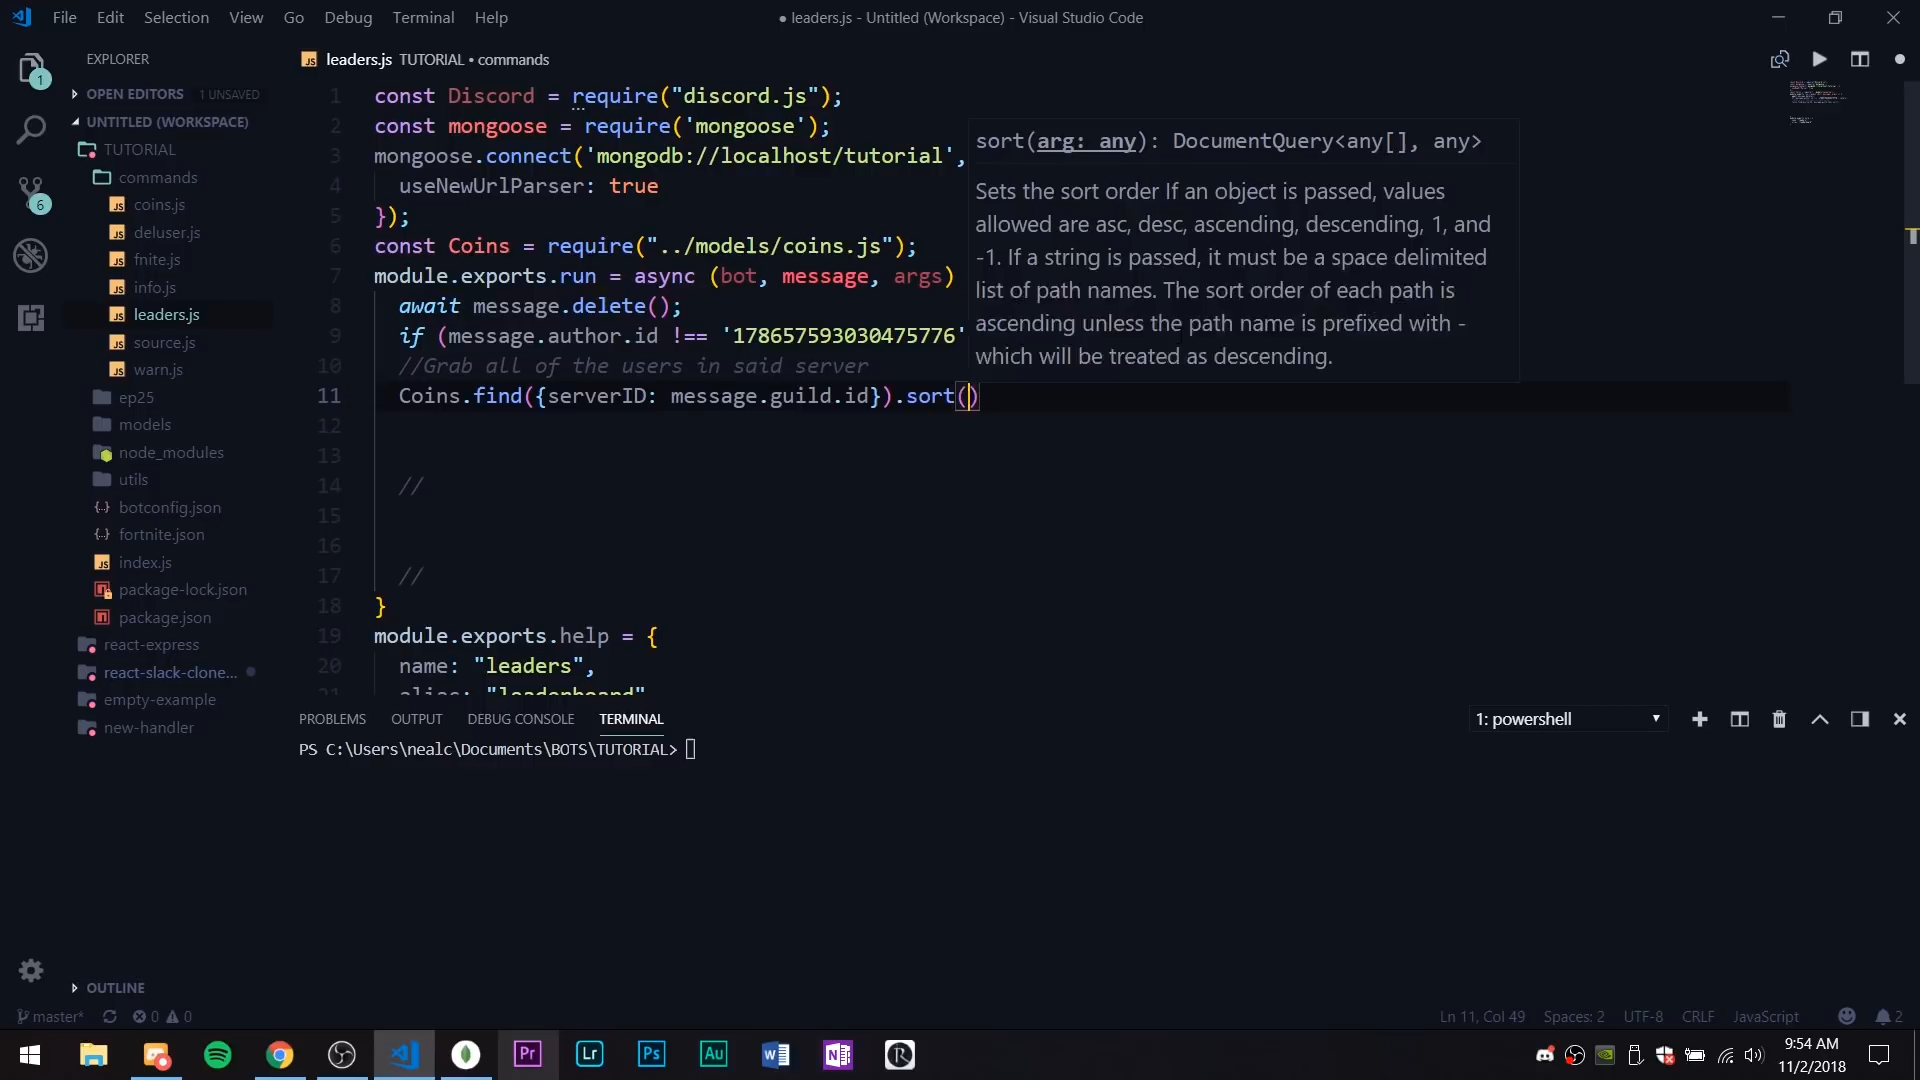 File Edit Selection View Go Debug Terminal Help
● leaders.js - Untitled (Workspace) - Visual Studio Code
EXPLORER
OPEN EDITORS 1 UNSAVED
UNTITLED (WORKSPACE)
TUTORIAL
commands
coins.js
deluser.js
fnite.js
info.js
leaders.js
source.js
warn.js
ep25
models
node_modules
utils
botconfig.json
fortnite.json
index.js
package-lock.json
package.json
react-express
react-slack-clone...
empty-example
new-handler
OUTLINE
1
6
leaders.js TUTORIAL • commands
1 const Discord = require("discord.js");
2 const mongoose = require('mongoose');
3 mongoose.connect('mongodb://localhost/tutorial',
4 useNewUrlParser: true
5 });
6 const Coins = require("../models/coins.js");
7 module.exports.run = async (bot, message, args)
8 await message.delete();
9 if (message.author.id !== '178657593030475776'
10 //Grab all of the users in said server
11 Coins.find({serverID: message.guild.id}).sort()
12
13
14 //
15
16
17 //
18 }
19 module.exports.help = {
20 name: "leaders",
21 alias: "leaderboard"
sort(arg: any): DocumentQuery<any[], any>
Sets the sort order If an object is passed, values
allowed are asc, desc, ascending, descending, 1, and
-1. If a string is passed, it must be a space delimited
list of path names. The sort order of each path is
ascending unless the path name is prefixed with -
which will be treated as descending.
PROBLEMS OUTPUT DEBUG CONSOLE TERMINAL
1: powershell
PS C:\Users\nealc\Documents\BOTS\TUTORIAL>
master* 0 0
Ln 11, Col 49 Spaces: 2 UTF-8 CRLF JavaScript 2
Pr Lr Ps Au
9:54 AM
11/2/2018